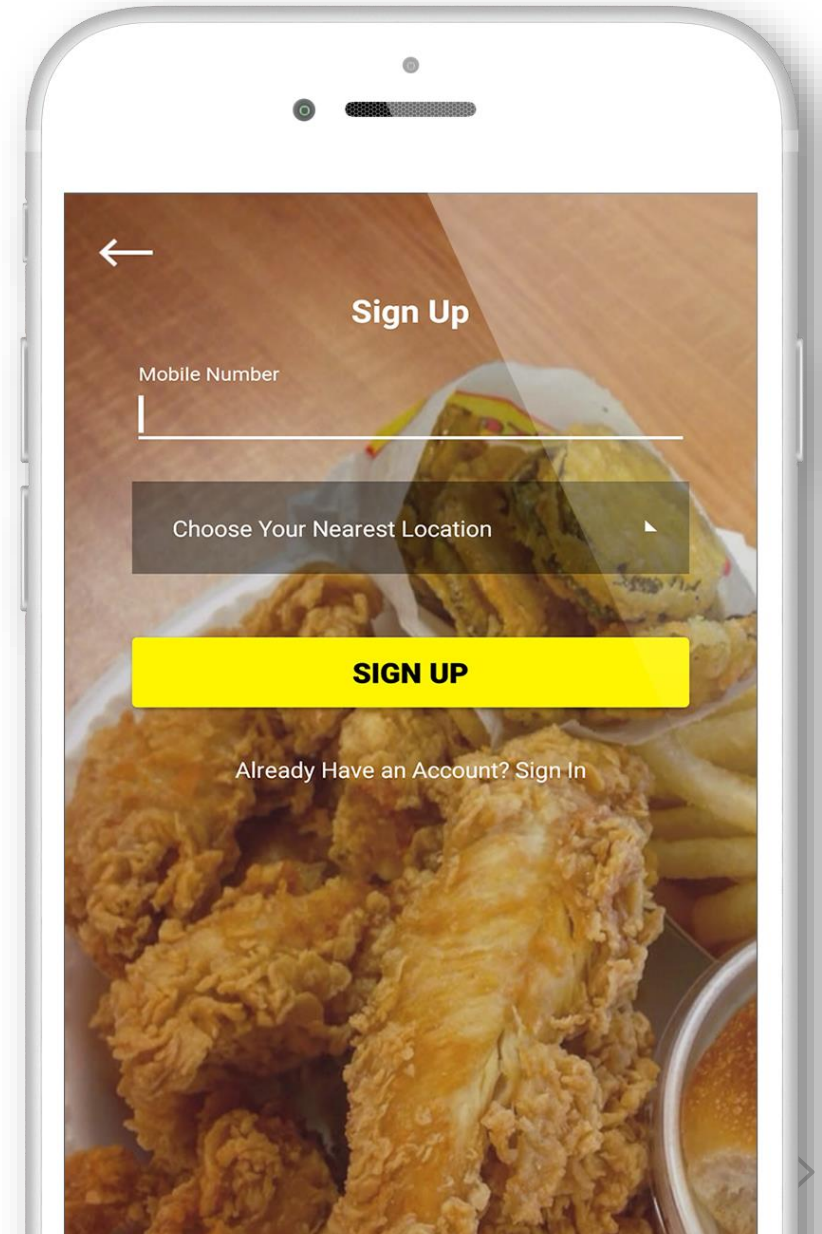 Sign Up
Mobile Number
Choose Your Nearest Location
SIGN UP
Already Have an Account? Sign In